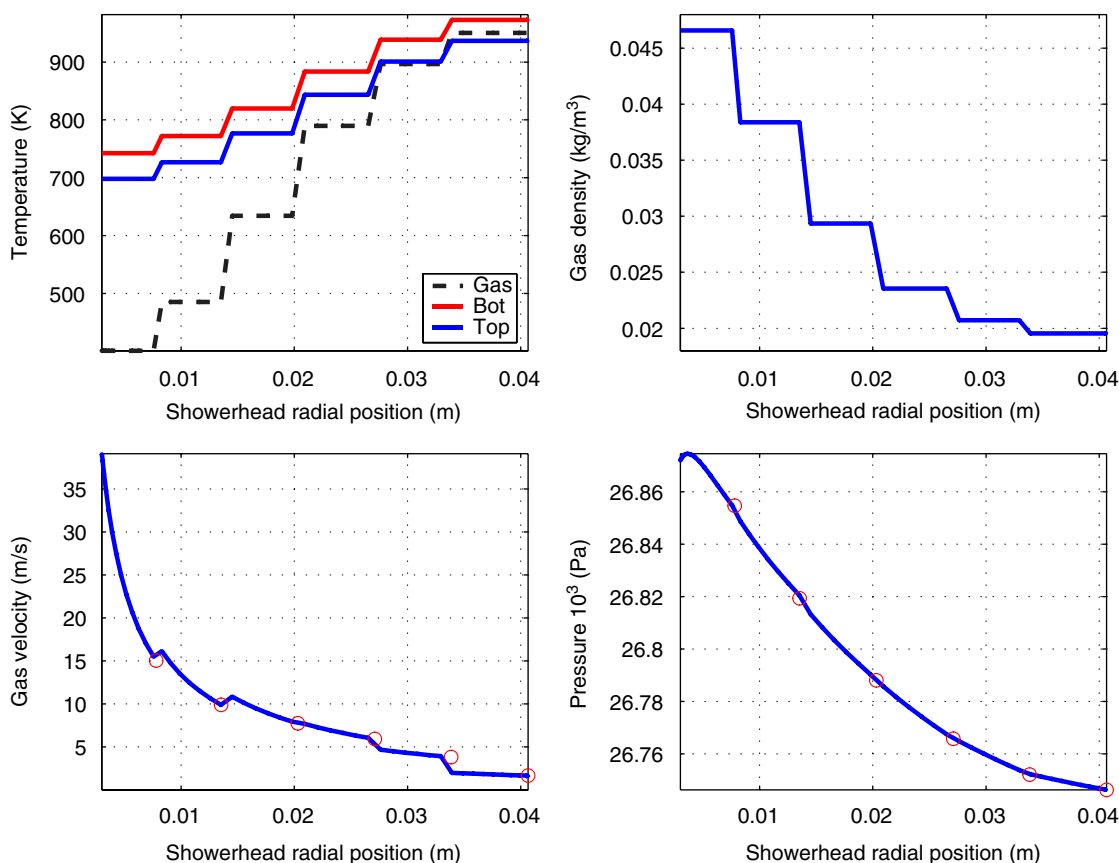 Temperature (K)
900
800
700
600
500
Gas
Bot
Top
0.01 0.02 0.03 0.04
Showerhead radial position (m)
Gas density (kg/m³)
0.045
0.04
0.035
0.03
0.025
0.02
0.01 0.02 0.03 0.04
Showerhead radial position (m)
Gas velocity (m/s)
35
30
25
20
15
10
5
0.01 0.02 0.03 0.04
Showerhead radial position (m)
Pressure 10³ (Pa)
26.86
26.84
26.82
26.8
26.78
26.76
0.01 0.02 0.03 0.04
Showerhead radial position (m)